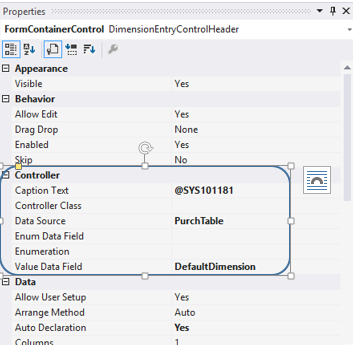 Properties
FormContainerControl DimensionEntryControlHeader
Appearance
Visible Yes
Behavior
Allow Edit Yes
Drag Drop None
Enabled Yes
Skip No
Controller
Caption Text @SYS101181
Controller Class
Data Source PurchTable
Enum Data Field
Enumeration
Value Data Field DefaultDimension
Data
Allow User Setup Yes
Arrange Method Auto
Auto Declaration Yes
Columns 1